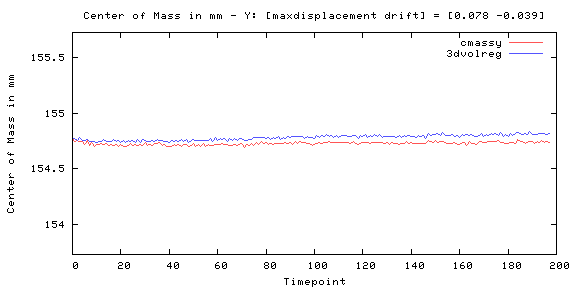 Center of Mass in mm - Y: [maxdisplacement drift] = [0.078 -0.039]
cmassy
3dvolreg
155.5
155
154.5
154
Center of Mass in mm
0 20 40 60 80 100 120 140 160 180 200
Timepoint